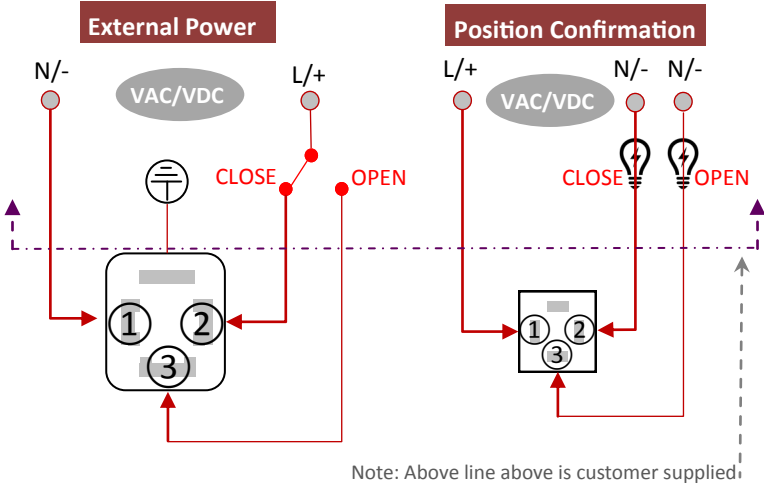 External Power
Position Confirmation
N/-
L/+
L/+
N/-
N/-
VAC/VDC
VAC/VDC
CLOSE
OPEN
CLOSE
OPEN
1
2
3
1
2
3
Note: Above line above is customer supplied